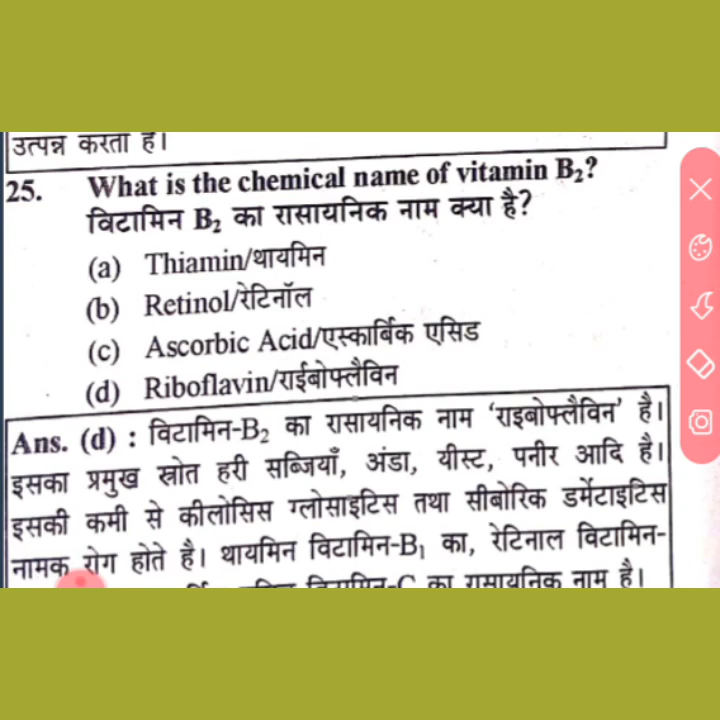 उत्पन्न करता है।
25. What is the chemical name of vitamin B₂?
विटामिन B₂ का रासायनिक नाम क्या है?
(a) Thiamin/थायमिन
(b) Retinol/रेटिनॉल
(c) Ascorbic Acid/एस्कार्बिक एसिड
(d) Riboflavin/राईबोफ्लैविन
Ans. (d) : विटामिन-B₂ का रासायनिक नाम ‘राइबोफ्लैविन’ है।
इसका प्रमुख स्रोत हरी सब्जियाँ, अंडा, यीस्ट, पनीर आदि है।
इसकी कमी से कीलोसिस ग्लोसाइटिस तथा सीबोरिक डर्मेटाइटिस
नामक रोग होते है। थायमिन विटामिन-B₁ का, रेटिनाल विटामिन-
विटामिन-C का रासायनिक नाम है।